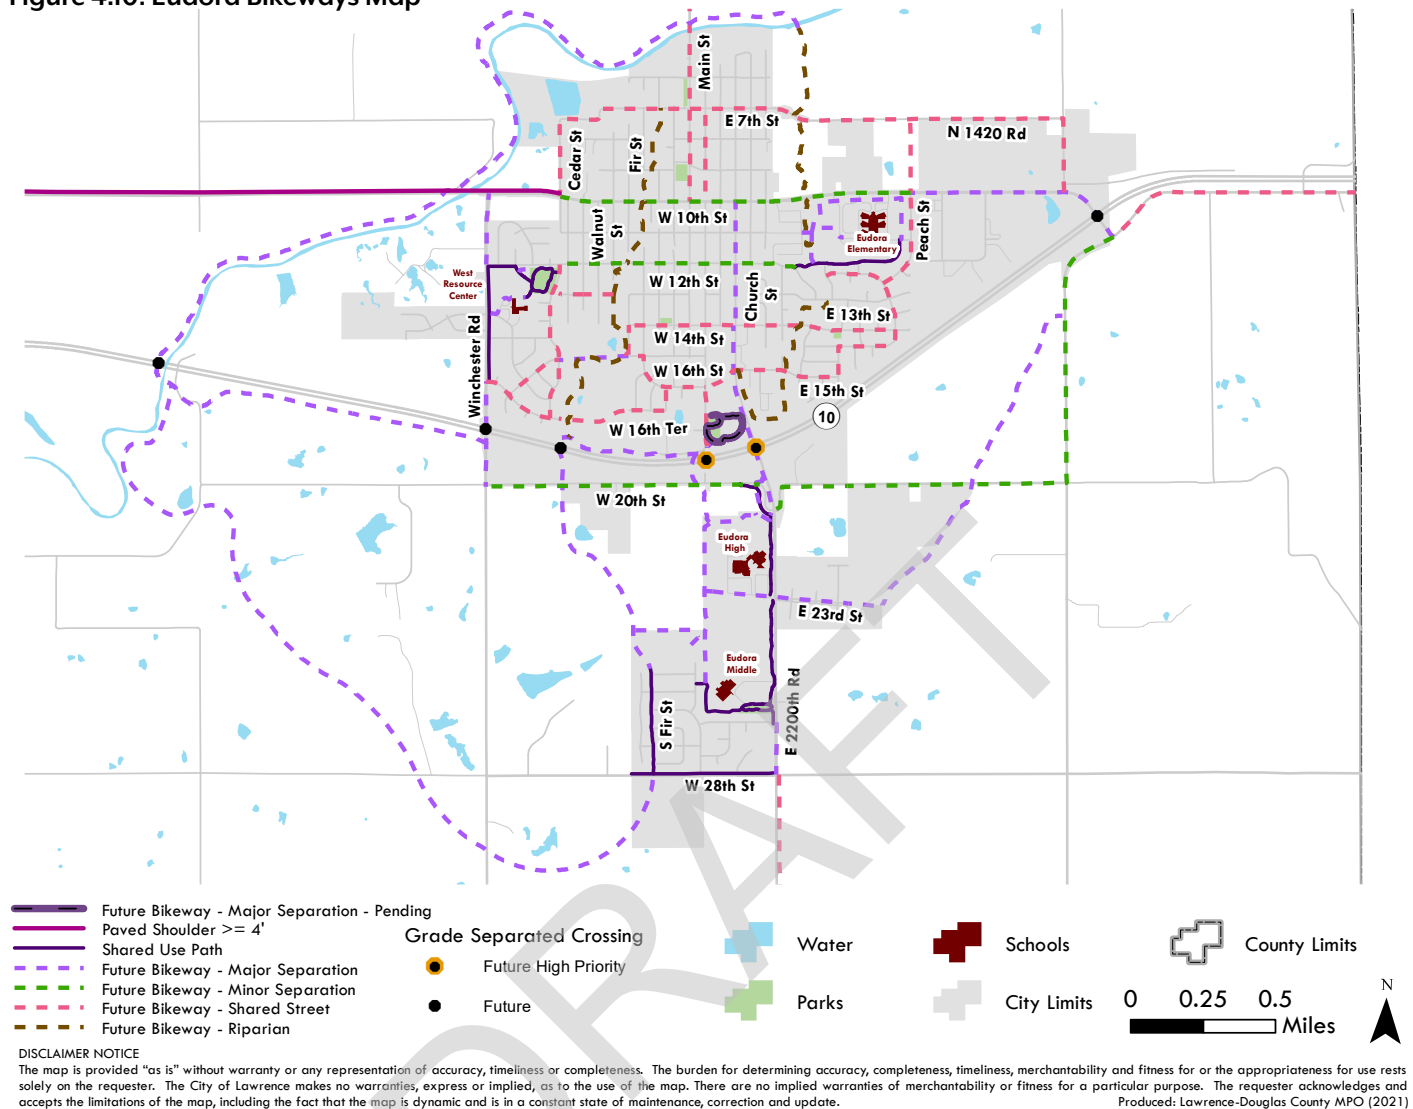 Figure 4.10: Eudora Bikeways Map
Main St
E 7th St
N 1420 Rd
Cedar St
Fir St
W 10th St
Walnut
St
Peach St
Eudora
Elementary
West
Resource
Center
W 12th St
Church
St
E 13th St
Winchester Rd
W 14th St
W 16th St
E 15th St
10
W 16th Ter
W 20th St
Eudora
High
E 23rd St
Eudora
Middle
S Fir St
E 2200th Rd
W 28th St
DRAFT
Future Bikeway - Major Separation - Pending
Paved Shoulder >= 4'
Shared Use Path
Future Bikeway - Major Separation
Future Bikeway - Minor Separation
Future Bikeway - Shared Street
Future Bikeway - Riparian
Grade Separated Crossing
Future High Priority
Future
Water
Parks
Schools
City Limits
County Limits
N
0 0.25 0.5
Miles
DISCLAIMER NOTICE
The map is provided “as is” without warranty or any representation of accuracy, timeliness or completeness. The burden for determining accuracy, completeness, timeliness, merchantability and fitness for or the appropriateness for use rests
solely on the requester. The City of Lawrence makes no warranties, express or implied, as to the use of the map. There are no implied warranties of merchantability or fitness for a particular purpose. The requester acknowledges and
accepts the limitations of the map, including the fact that the map is dynamic and is in a constant state of maintenance, correction and update.
Produced: Lawrence-Douglas County MPO (2021)